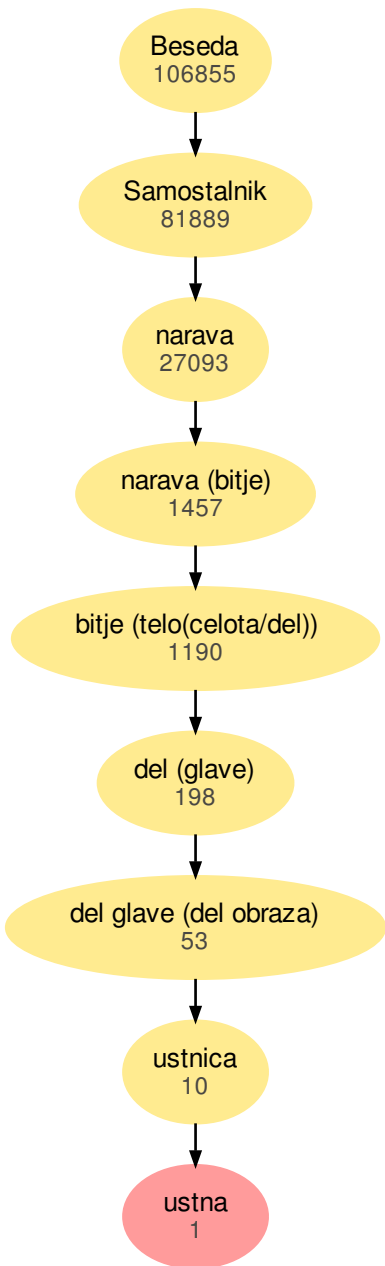 Beseda
106855
Samostalnik
81889
narava
27093
narava (bitje)
1457
bitje (telo(celota/del))
1190
del (glave)
198
del glave (del obraza)
53
ustnica
10
ustna
1